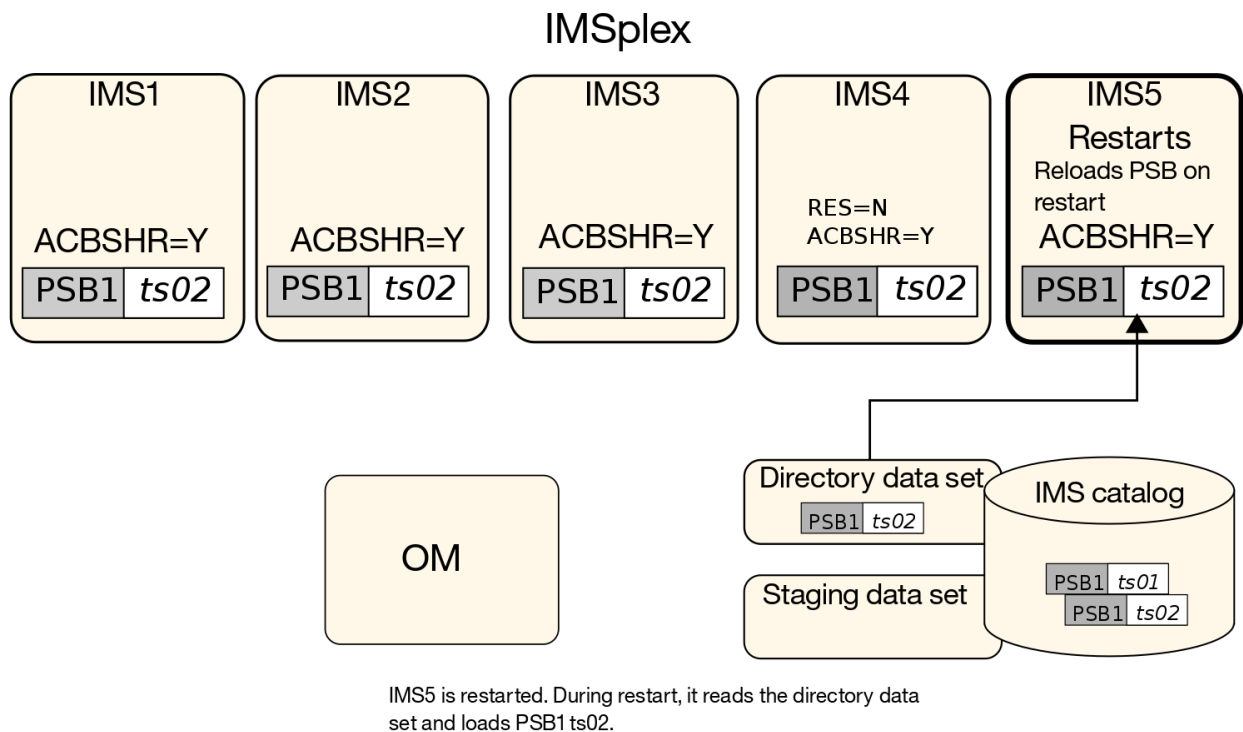 IMSplex
IMS1
ACBSHR=Y
PSB1 ts02
IMS2
ACBSHR=Y
PSB1 ts02
IMS3
ACBSHR=Y
PSB1 ts02
IMS4
RES=N
ACBSHR=Y
PSB1 ts02
IMS5
Restarts
Reloads PSB on
restart
ACBSHR=Y
PSB1 ts02
OM
Directory data set
PSB1 ts02
Staging data set
IMS catalog
PSB1 ts01
PSB1 ts02
IMS5 is restarted. During restart, it reads the directory data
set and loads PSB1 ts02.